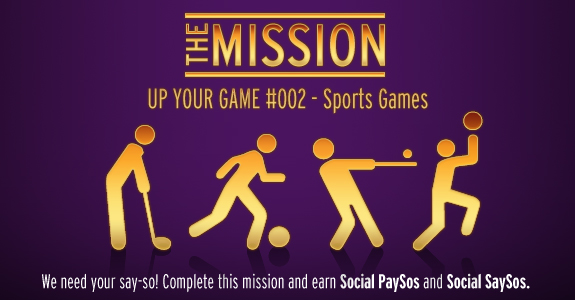 THE MISSION
UP YOUR GAME #002 - Sports Games
We need your say-so! Complete this mission and earn Social PaySos and Social SaySos.